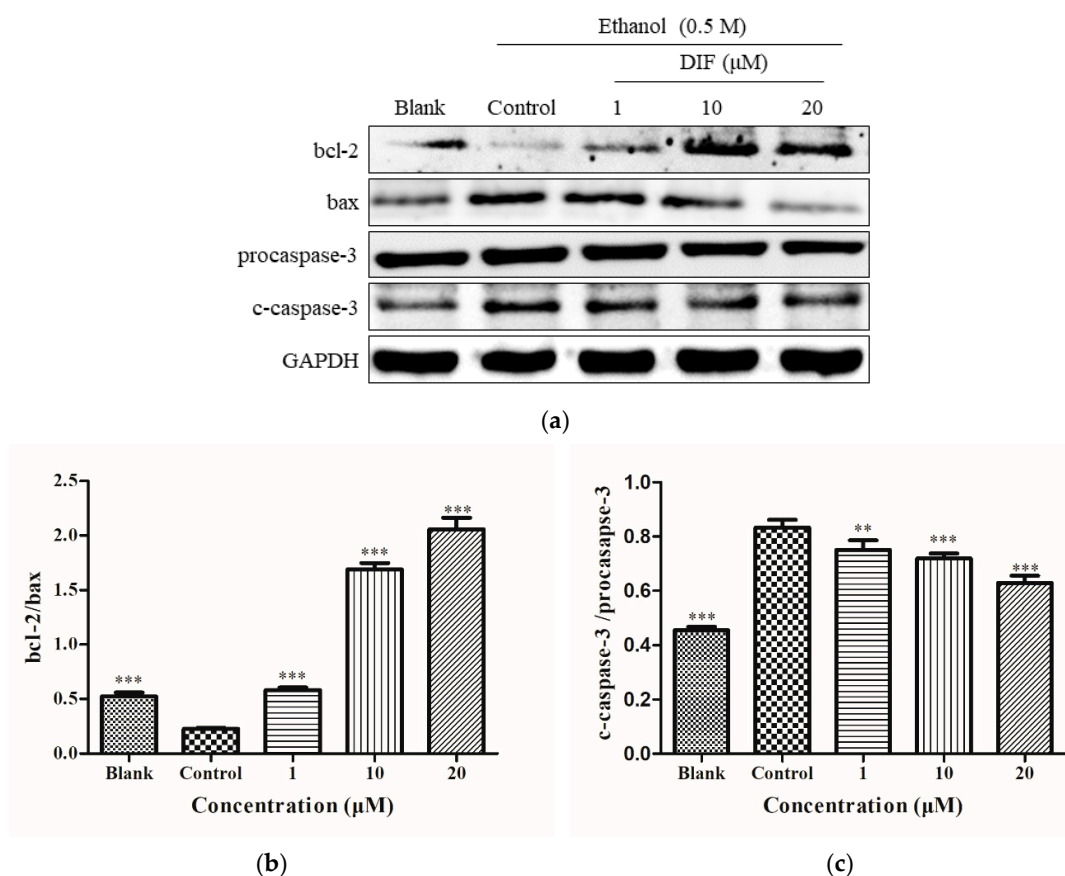 Ethanol (0.5 M)
DIF (μM)
Blank Control 1 10 20
bcl-2
bax
procaspase-3
c-caspase-3
GAPDH
(a)
bcl-2/bax
2.5
2.0
1.5
1.0
0.5
0.0
*** *** *** ***
Blank Control 1 10 20
Concentration (μM)
(b)
c-caspase-3 /procasapse-3
1.0
0.8
0.6
0.4
0.2
0.0
*** ** *** ***
Blank Control 1 10 20
Concentration (μM)
(c)